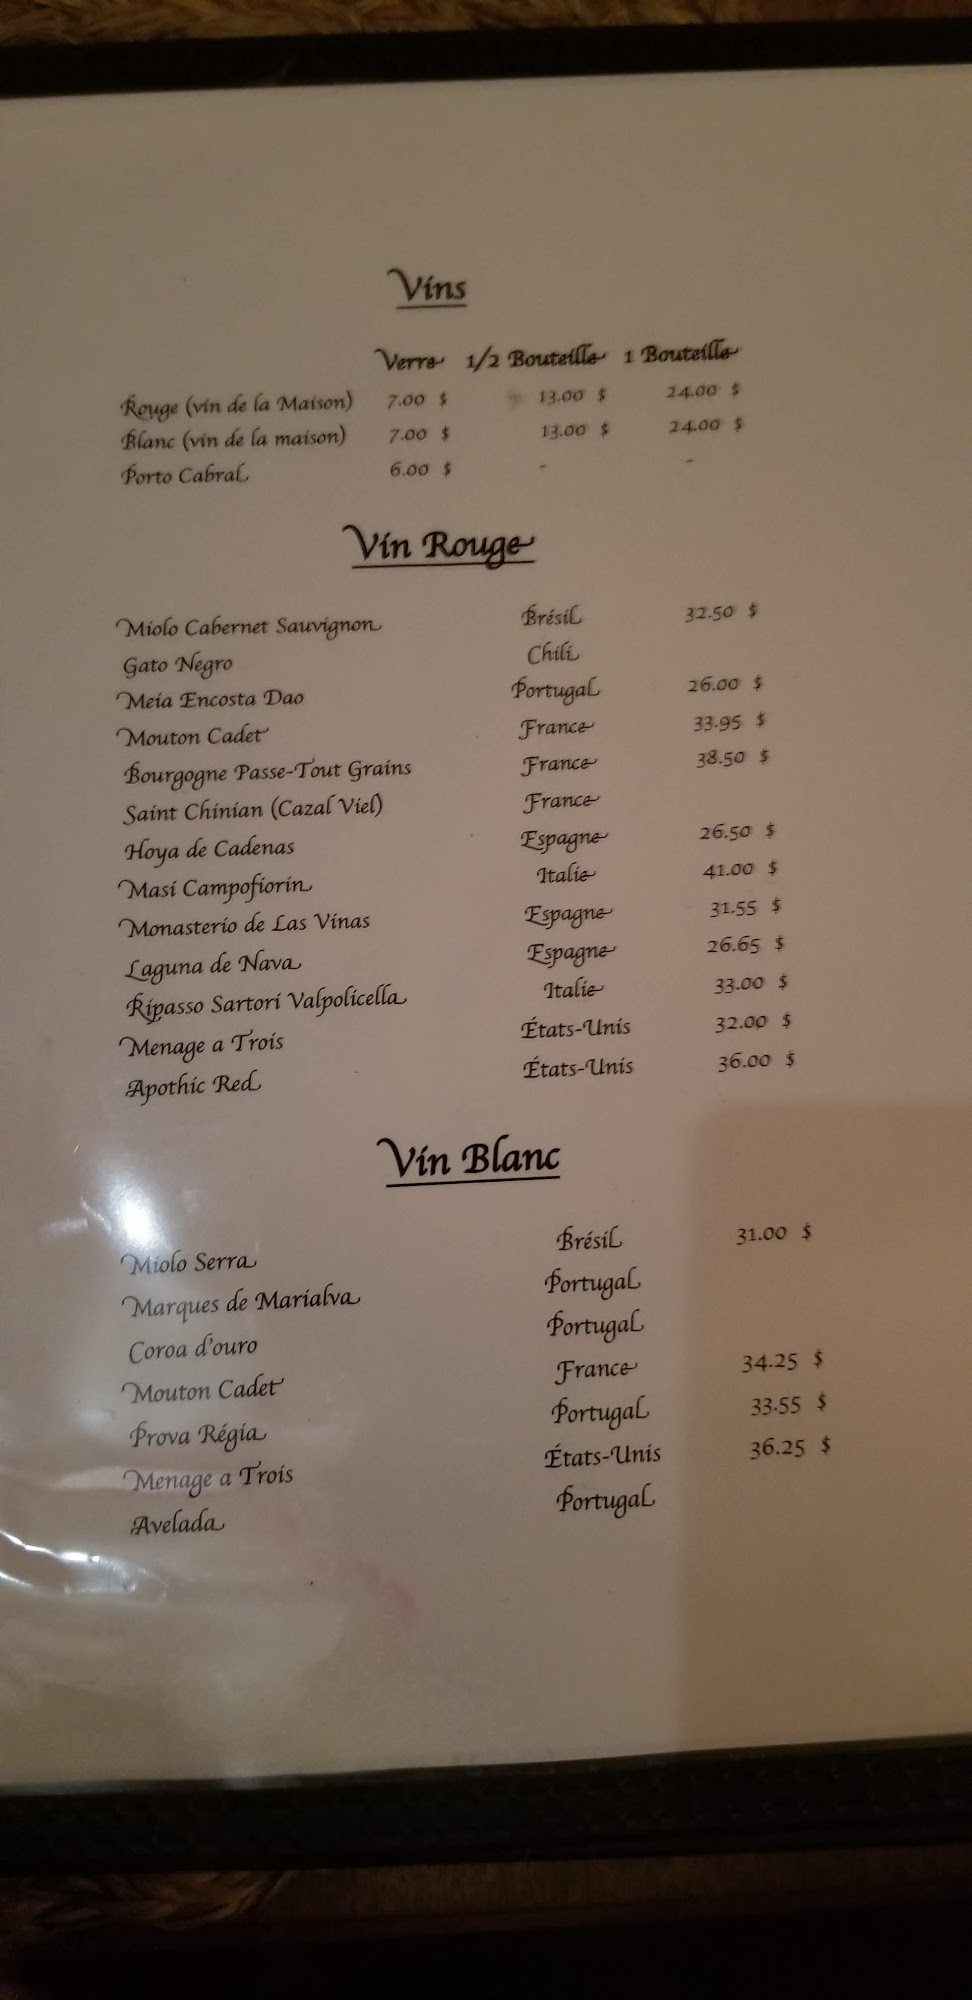 Vins
Verre 1/2 Bouteille 1 Bouteille
Rouge (vin de la Maison) 7.00 $ 13.00 $ 24.00 $
Blanc (vin de la maison) 7.00 $ 13.00 $ 24.00 $
Porto Cabral 6.00 $ - -
Vin Rouge
Miolo Cabernet Sauvignon Brésil 32.50 $
Gato Negro Chili
Meia Encosta Dao Portugal 26.00 $
Mouton Cadet France 33.95 $
Bourgogne Passe-Tout Grains France 38.50 $
Saint Chinian (Cazal Viel) France
Hoya de Cadenas Espagne 26.50 $
Masi Campofiorin Italie 41.00 $
Monasterio de Las Vinas Espagne 31.55 $
Laguna de Nava Espagne 26.65 $
Ripasso Sartori Valpolicella Italie 33.00 $
Menage a Trois États-Unis 32.00 $
Apothic Red États-Unis 36.00 $
Vin Blanc
Miolo Serra Brésil 31.00 $
Marques de Marialva Portugal
Coroa d'ouro Portugal
Mouton Cadet France 34.25 $
Prova Régia Portugal 33.55 $
Menage a Trois États-Unis 36.25 $
Avelada Portugal